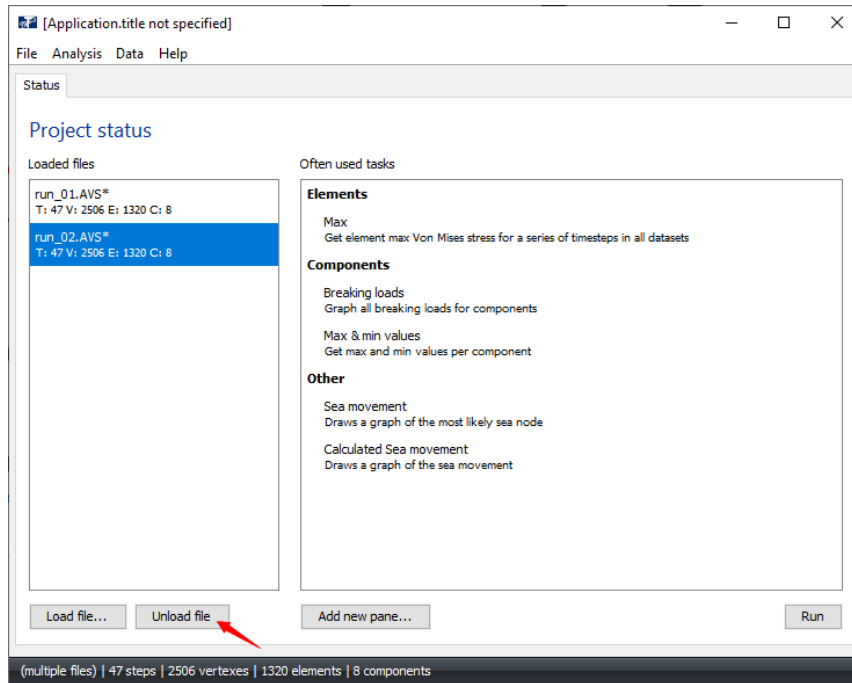 [Application.title not specified]
File Analysis Data Help
Status
Project status
Loaded files
Often used tasks
run_01.AVS*
T: 47 V: 2506 E: 1320 C: 8
run_02.AVS*
T: 47 V: 2506 E: 1320 C: 8
Elements
Max
Get element max Von Mises stress for a series of timesteps in all datasets
Components
Breaking loads
Graph all breaking loads for components
Max & min values
Get max and min values per component
Other
Sea movement
Draws a graph of the most likely sea node
Calculated Sea movement
Draws a graph of the sea movement
Load file... Unload file Add new pane... Run
(multiple files) | 47 steps | 2506 vertexes | 1320 elements | 8 components